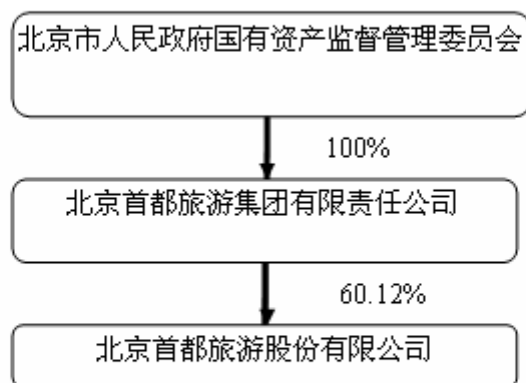 北京市人民政府国有资产监督管理委员会
100%
北京首都旅游集团有限责任公司
60.12%
北京首都旅游股份有限公司